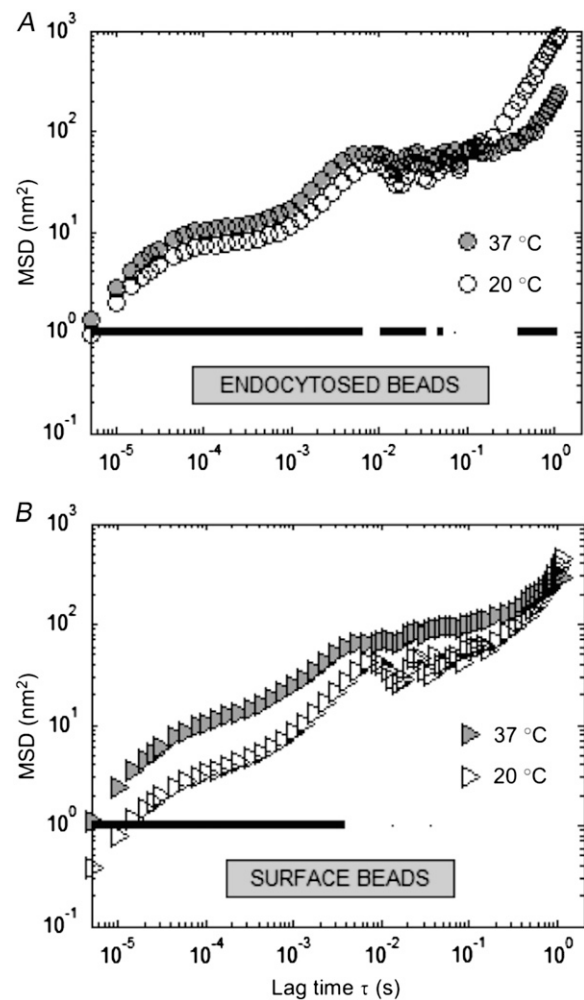 A
MSD (nm²)
10³
10²
10¹
10⁰
10⁻¹
37 °C
20 °C
ENDOCYTOSED BEADS
10⁻⁵ 10⁻⁴ 10⁻³ 10⁻² 10⁻¹ 10⁰
B
MSD (nm²)
10³
10²
10¹
10⁰
10⁻¹
37 °C
20 °C
SURFACE BEADS
10⁻⁵ 10⁻⁴ 10⁻³ 10⁻² 10⁻¹ 10⁰
Lag time τ (s)